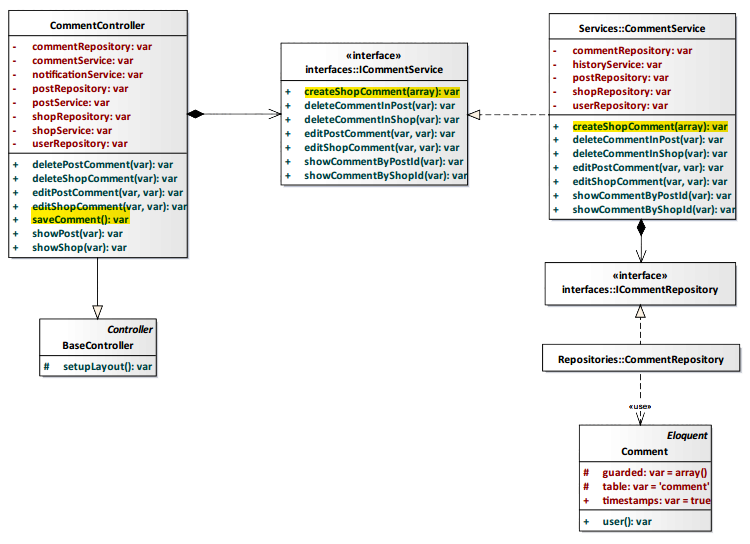 CommentController
- commentRepository: var
- commentService: var
- notificationService: var
- postRepository: var
- postService: var
- shopRepository: var
- shopService: var
- userRepository: var
+ deletePostComment(var): var
+ deleteShopComment(var): var
+ editPostComment(var, var): var
+ editShopComment(var, var): var
+ saveComment(): var
+ showPost(var): var
+ showShop(var): var
Controller
BaseController
# setupLayout(): var
«interface»
interfaces::ICommentService
+ createShopComment(array): var
+ deleteCommentInPost(var): var
+ deleteCommentInShop(var): var
+ editPostComment(var, var): var
+ editShopComment(var, var): var
+ showCommentByPostId(var): var
+ showCommentByShopId(var): var
Services::CommentService
- commentRepository: var
- historyService: var
- postRepository: var
- shopRepository: var
- userRepository: var
+ createShopComment(array): var
+ deleteCommentInPost(var): var
+ deleteCommentInShop(var): var
+ editPostComment(var, var): var
+ editShopComment(var, var): var
+ showCommentByPostId(var): var
+ showCommentByShopId(var): var
«interface»
interfaces::ICommentRepository
Repositories::CommentRepository
«use»
Eloquent
Comment
# guarded: var = array()
# table: var = 'comment'
+ timestamps: var = true
+ user(): var